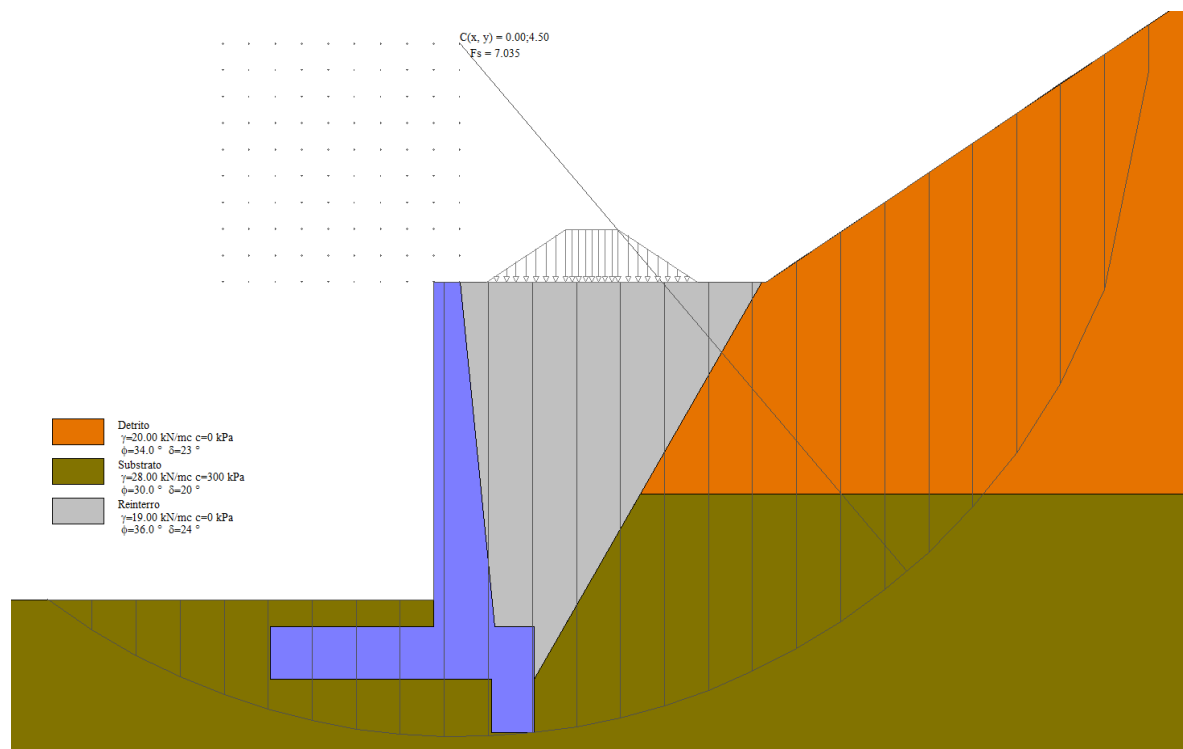 C(x, y) = 0.00;4.50
Fs = 7.035
Detrito
γ=20.00 kN/mc c=0 kPa
ϕ=34.0 ° δ=23 °
Substrato
γ=28.00 kN/mc c=300 kPa
ϕ=30.0 ° δ=20 °
Reinterro
γ=19.00 kN/mc c=0 kPa
ϕ=36.0 ° δ=24 °